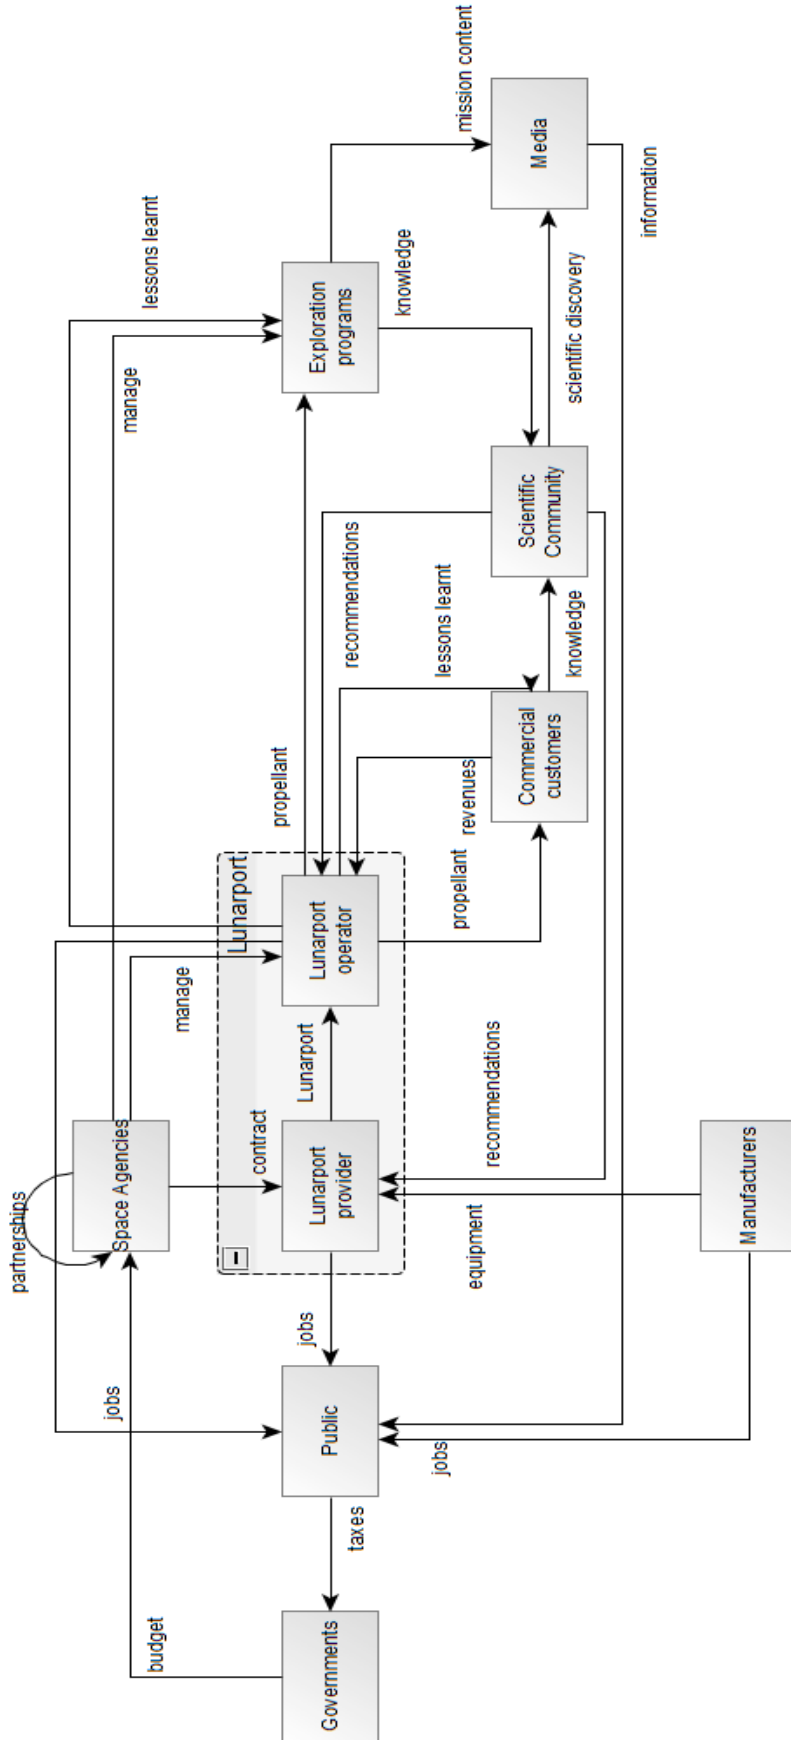 partnerships
Space Agencies
budget
jobs
manage
manage
lessons learnt
contract
Lunarport
Governments
taxes
Public
jobs
Lunarport
provider
Lunarport
Lunarport
operator
propellant
Exploration
programs
mission content
jobs
equipment
recommendations
propellant
revenues
lessons learnt
recommendations
knowledge
Commercial
customers
knowledge
Scientific
Community
scientific discovery
Media
information
Manufacturers